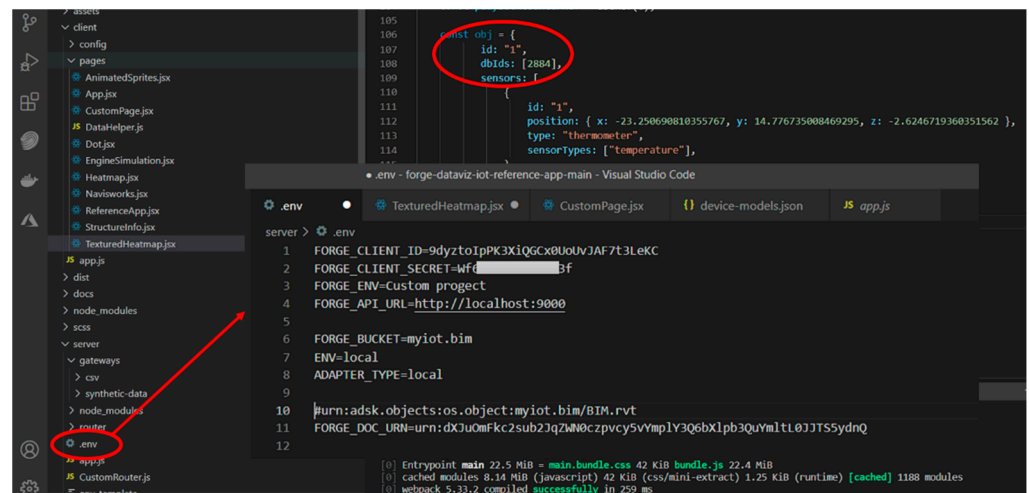 > assets
∨ client
> config
∨ pages
AnimatedSprites.jsx
App.jsx
CustomPage.jsx
JS DataHelper.js
Dot.jsx
EngineSimulation.jsx
Heatmap.jsx
Navisworks.jsx
ReferenceApp.jsx
StructureInfo.jsx
TexturedHeatmap.jsx
JS app.js
> dist
> docs
> node_modules
> scss
∨ server
∨ gateways
> csv
> synthetic-data
> node_modules
> router
.env
JS app.js
JS CustomRouter.js
105
106 const obj = {
107 id: "1",
108 dbIds: [2884],
109 sensors: [
110 {
111 id: "1",
112 position: { x: -23.250690810355767, y: 14.776735008469295, z: -2.6246719360351562 },
113 type: "thermometer",
114 sensorTypes: ["temperature"],
● .env - forge-dataviz-iot-reference-app-main - Visual Studio Code
.env ● TexturedHeatmap.jsx ● CustomPage.jsx {} device-models.json JS app.js
server > .env
1 FORGE_CLIENT_ID=9dyztoIpPK3XiQGCx0UoUvJAF7t3LeKC
2 FORGE_CLIENT_SECRET=Wf6 3f
3 FORGE_ENV=Custom progect
4 FORGE_API_URL=http://localhost:9000
5
6 FORGE_BUCKET=myiot.bim
7 ENV=local
8 ADAPTER_TYPE=local
9
10 #urn:adsk.objects:os.object:myiot.bim/BIM.rvt
11 FORGE_DOC_URN=urn:dXJuOmFkc2sub2JqZWN0czpvcy5vYmplY3Q6bXlpb3QuYmltL0JJTS5ydnQ
12
[0] Entrypoint main 22.5 MiB = main.bundle.css 42 KiB bundle.js 22.4 MiB
[0] cached modules 8.14 MiB (javascript) 42 KiB (css/mini-extract) 1.25 KiB (runtime) [cached] 1188 modules
[0] webpack 5.33.2 compiled successfully in 259 ms